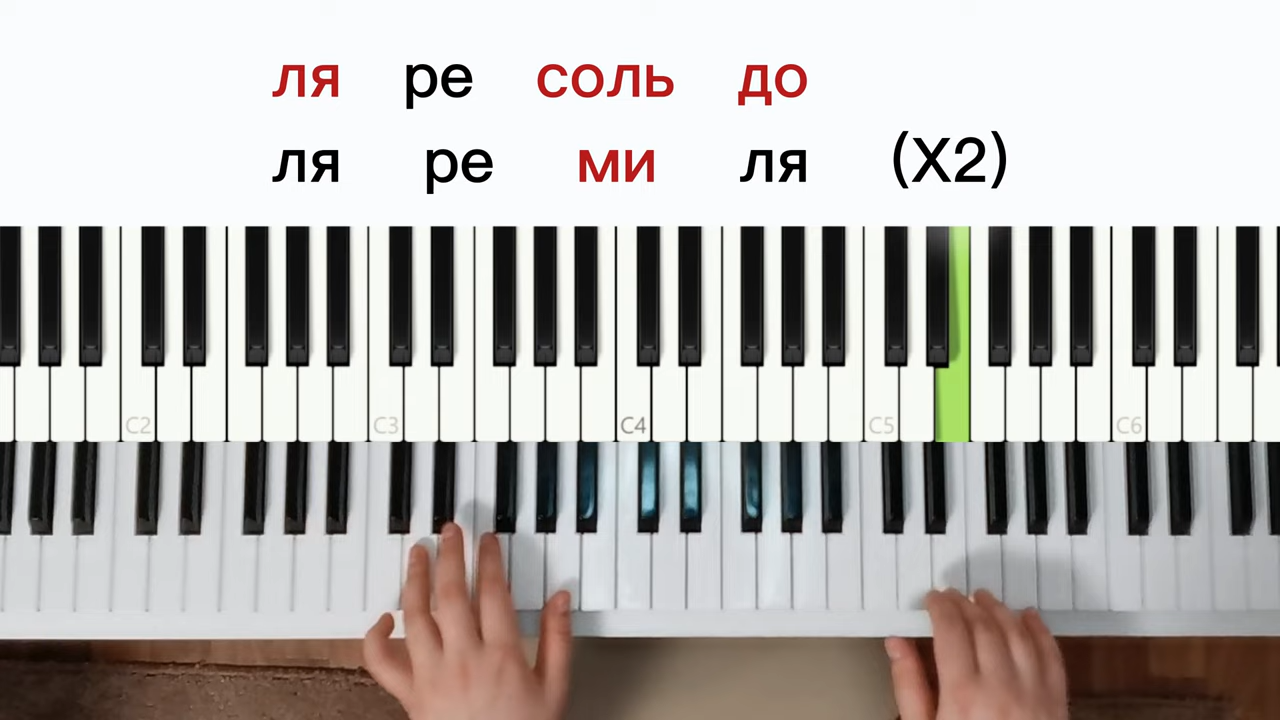 ля ре соль до
ля ре ми ля (X2)
C2 C3 C4 C5 C6